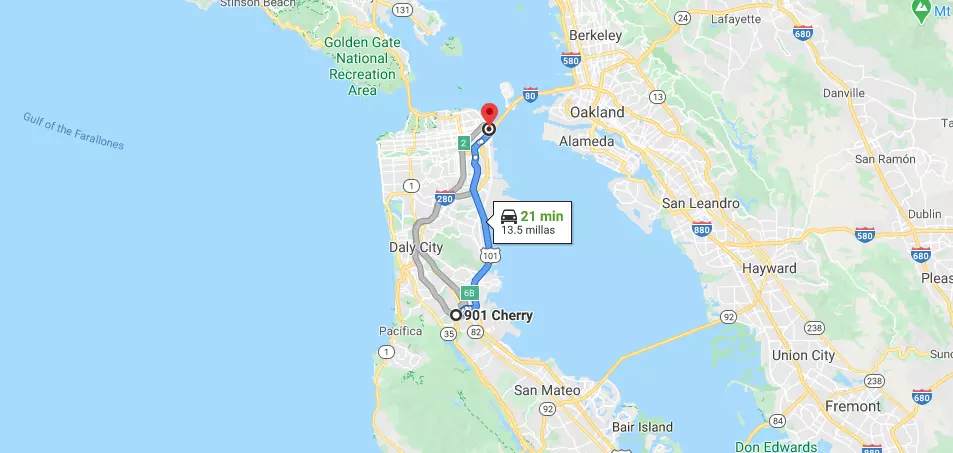 Stinson Beach
131
Lafayette
24
680
Mt
Berkeley
Golden Gate
National
Recreation
Area
580
80
13
Danville
Gulf of the Farallones
Oakland
Alameda
2
San Ramón
1
280
San Leandro
21 min
13.5 millas
Dublin
880
580
Daly City
101
680
Hayward
6B
901 Cherry
Pacífica
35
82
92
238
1
Union City
San Mateo
92
238
680
Fremont
84
Bair Island
Don Edwards
880
680